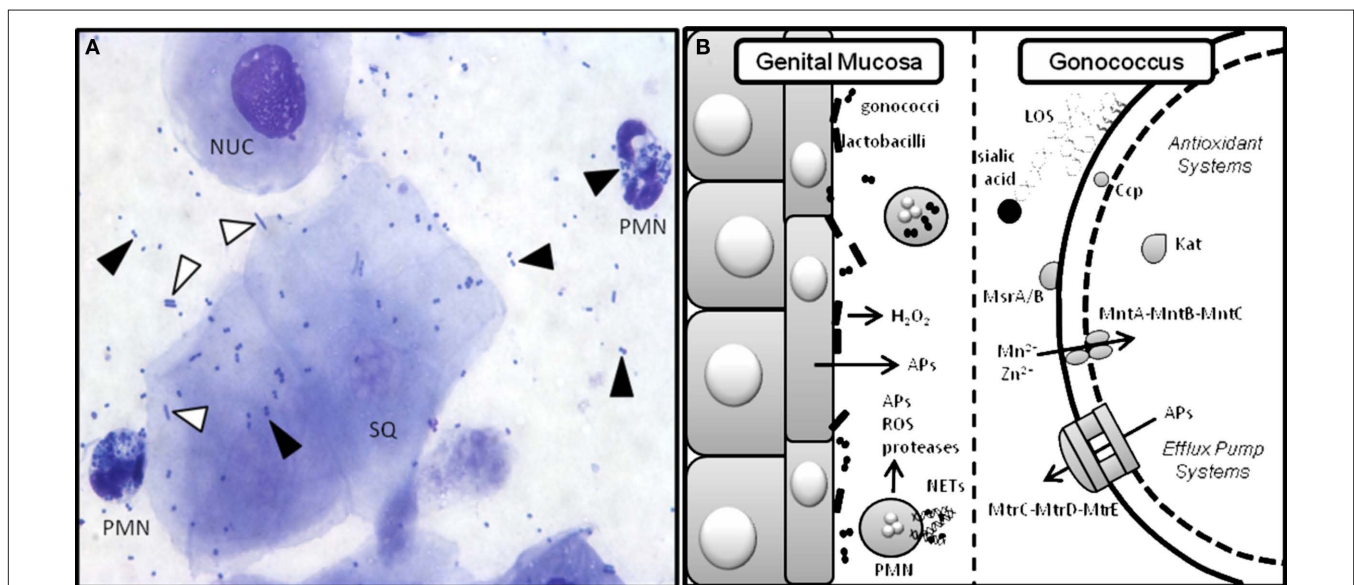 A
NUC
PMN
SQ
PMN
B
Genital Mucosa
gonococci
lactobacilli
H₂O₂
APs
APs
ROS
proteases
NETs
PMN
Gonococcus
LOS
sialic
acid
Antioxidant
Systems
Ccp
Kat
MsrA/B
MntA-MntB-MntC
Mn²⁻
Zn²⁻
APs
Efflux Pump
Systems
MtrC-MtrD-MtrE